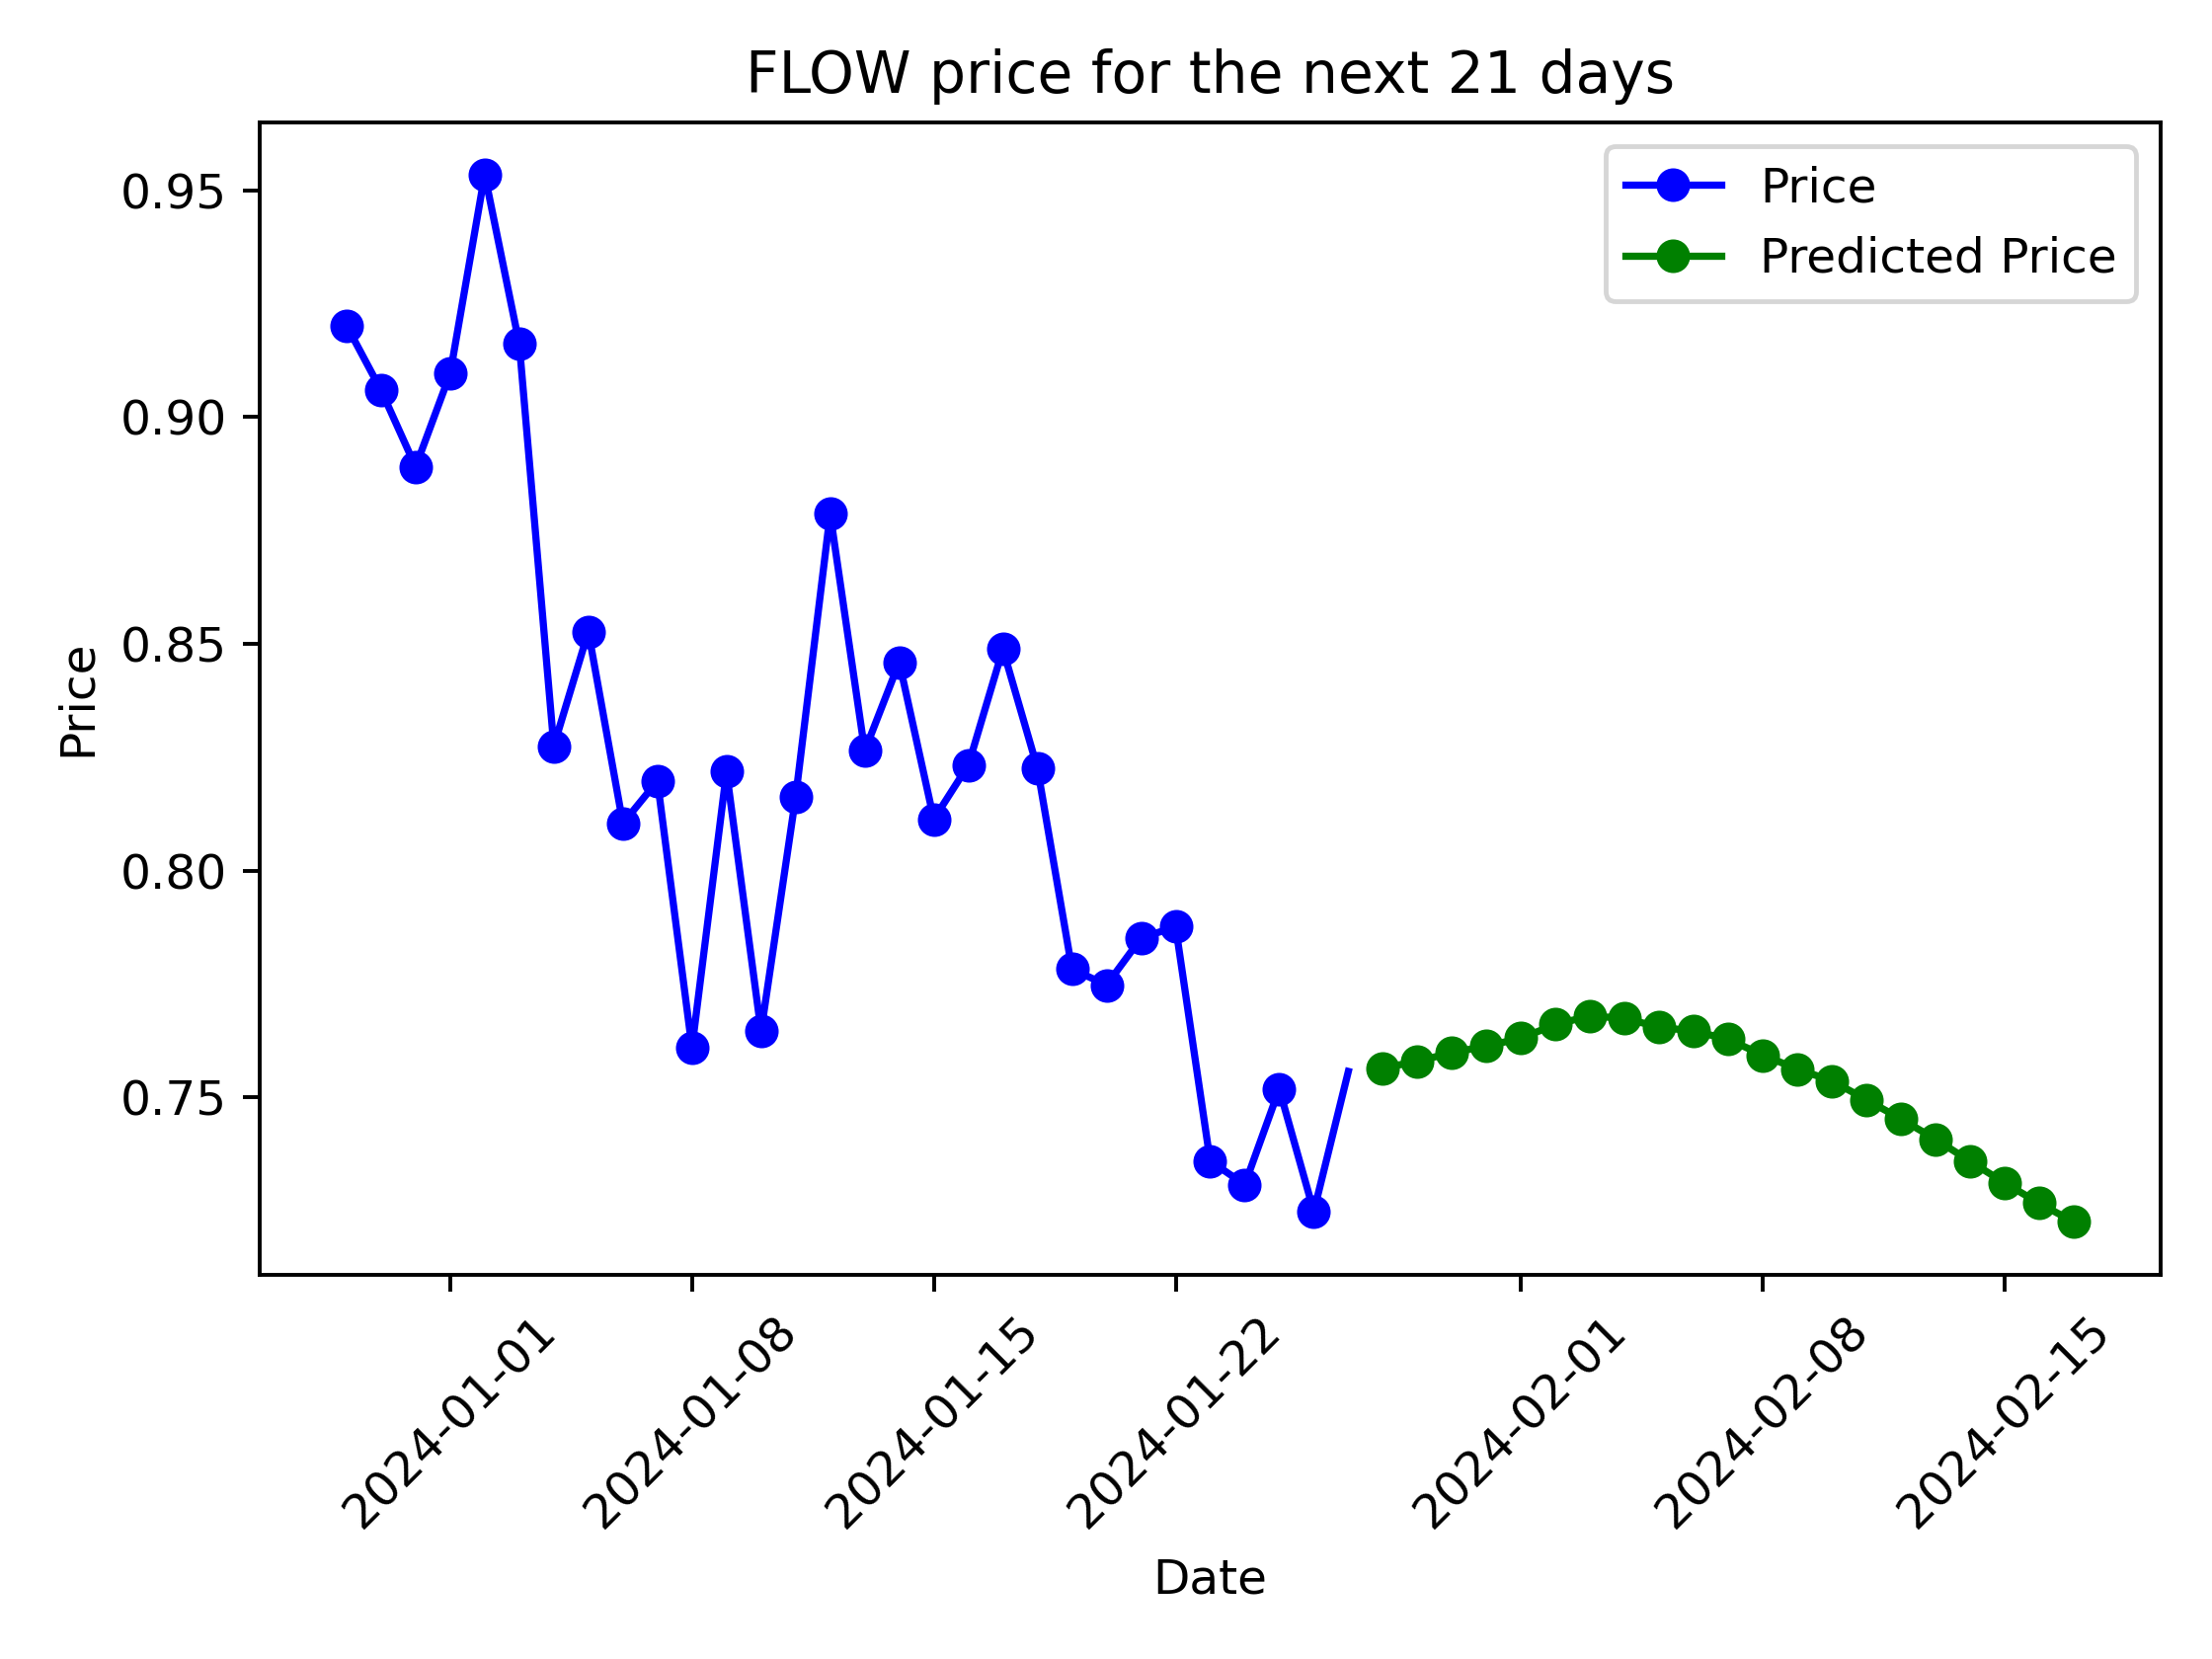 FLOW price for the next 21 days
Price
Predicted Price
0.95
0.90
0.85
0.80
0.75
Price
2024-01-01
2024-01-08
2024-01-15
2024-01-22
2024-02-01
2024-02-08
2024-02-15
Date